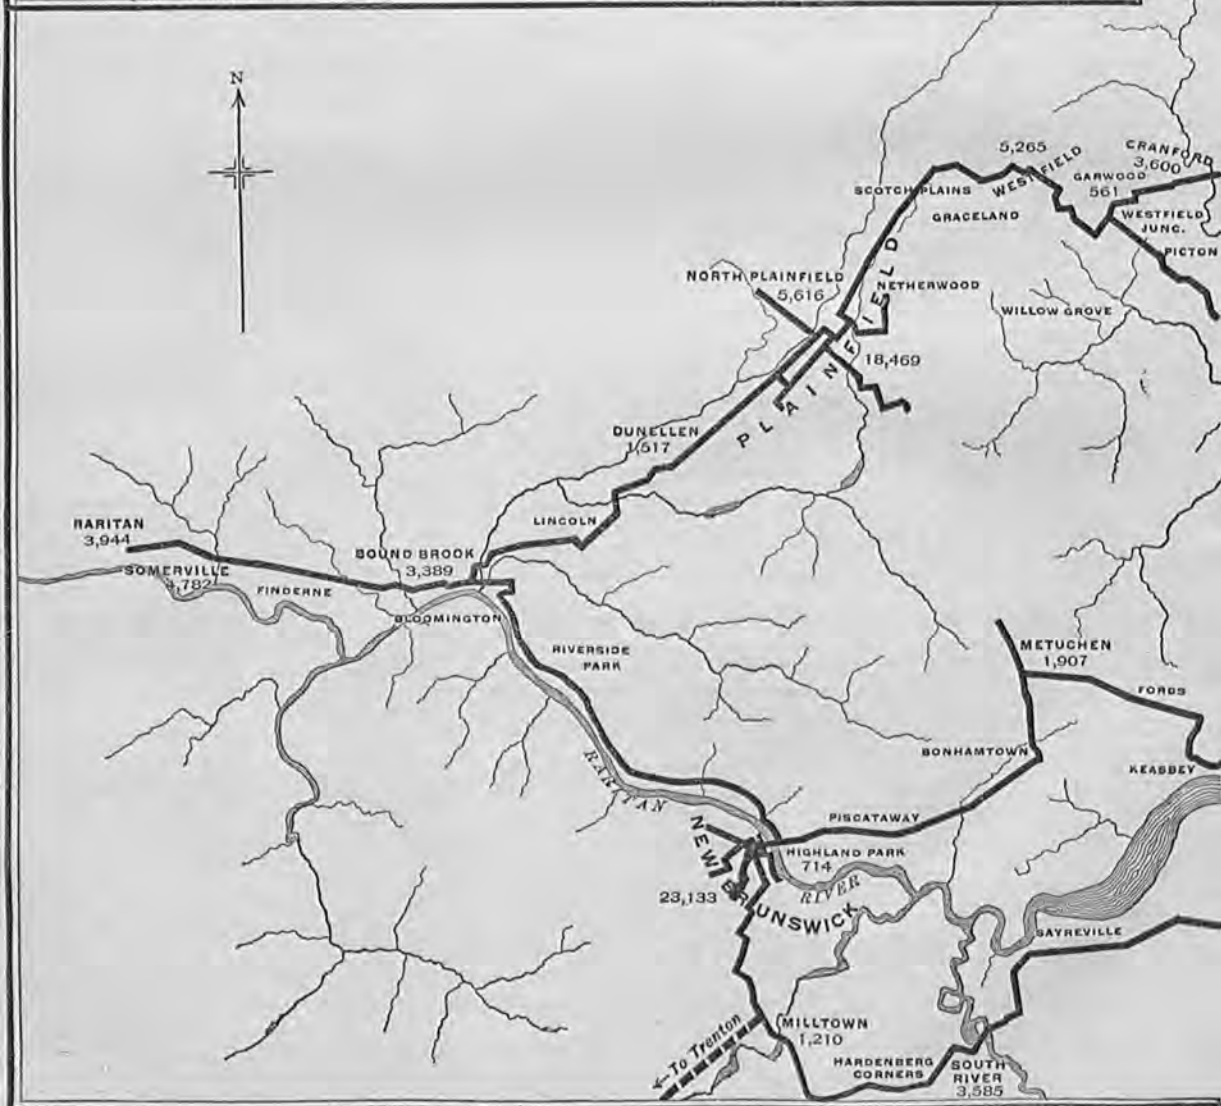 N
5,265
CRANFORD
3,600
WESTFIELD
GARWOOD
561
SCOTCH PLAINS
GRACELAND
WESTFIELD
JUNC.
PICTON
NORTH PLAINFIELD
5,616
NETHERWOOD
WILLOW GROVE
PLAINFIELD
18,469
DUNELLEN
1,517
LINCOLN
RARITAN
3,944
BOUND BROOK
3,389
SOMERVILLE
4,782
FINDERNE
BLOOMINGTON
RIVERSIDE
PARK
METUCHEN
1,907
FORDS
BONHAMTOWN
KEASBEY
RARITAN
RIVER
PISCATAWAY
HIGHLAND PARK
714
NEW BRUNSWICK
23,133
SAYREVILLE
MILLTOWN
1,210
←To Trenton
HARDENBERG
CORNERS
SOUTH
RIVER
3,585